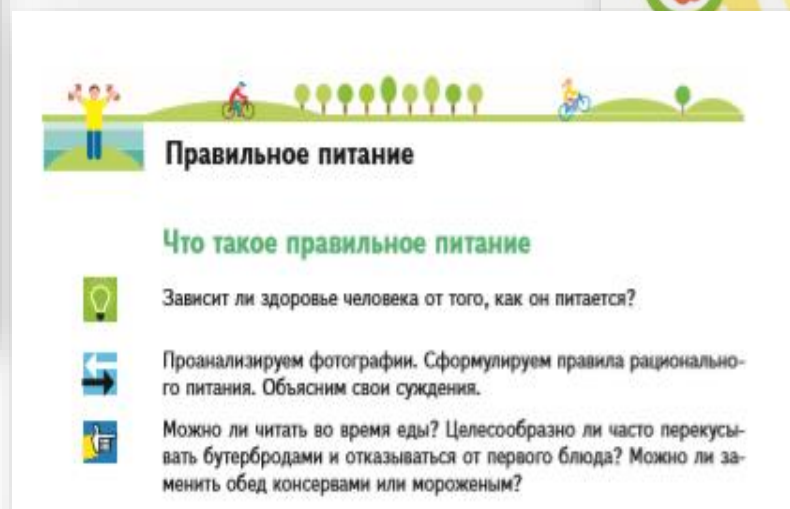 Правильное питание
Что такое правильное питание
Зависит ли здоровье человека от того, как он питается?
Проанализируем фотографии. Сформулируем правила рационально-
го питания. Объясним свои суждения.
Можно ли читать во время еды? Целесообразно ли часто перекусы-
вать бутербродами и отказываться от первого блюда? Можно ли за-
менить обед консервами или мороженым?